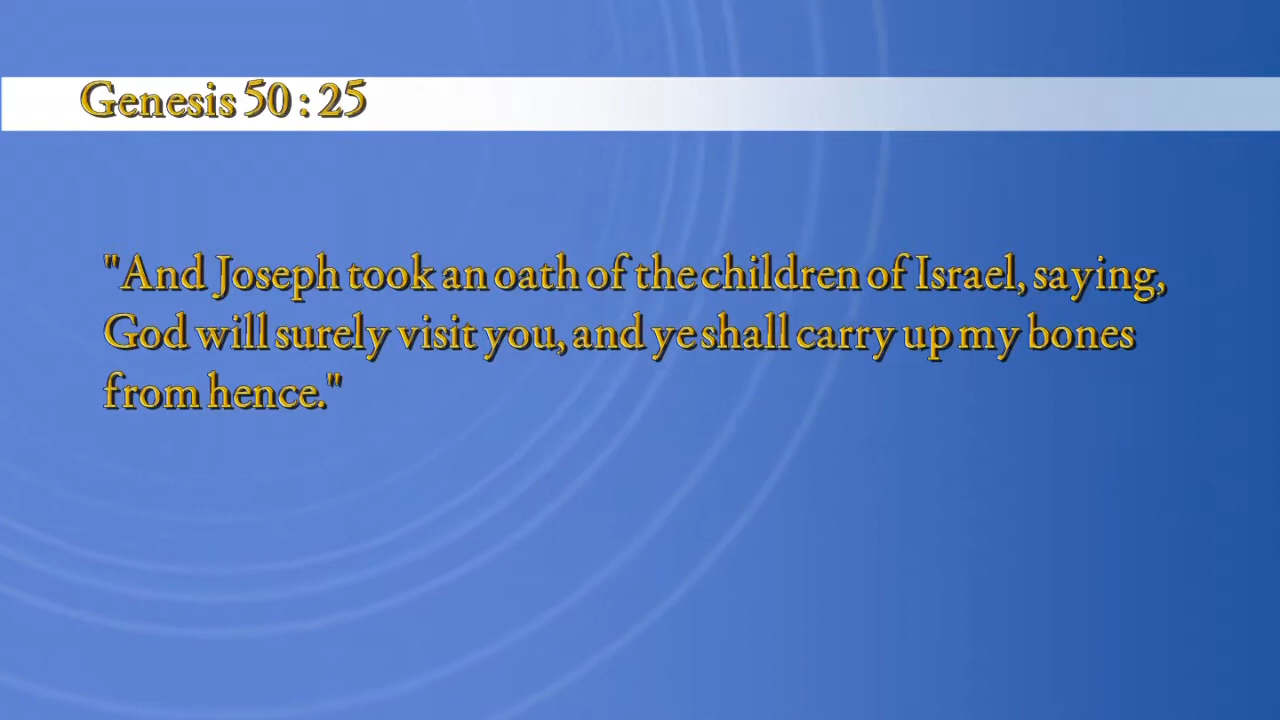 Genesis 50 : 25
"And Joseph took an oath of the children of Israel, saying,
God will surely visit you, and ye shall carry up my bones
from hence."